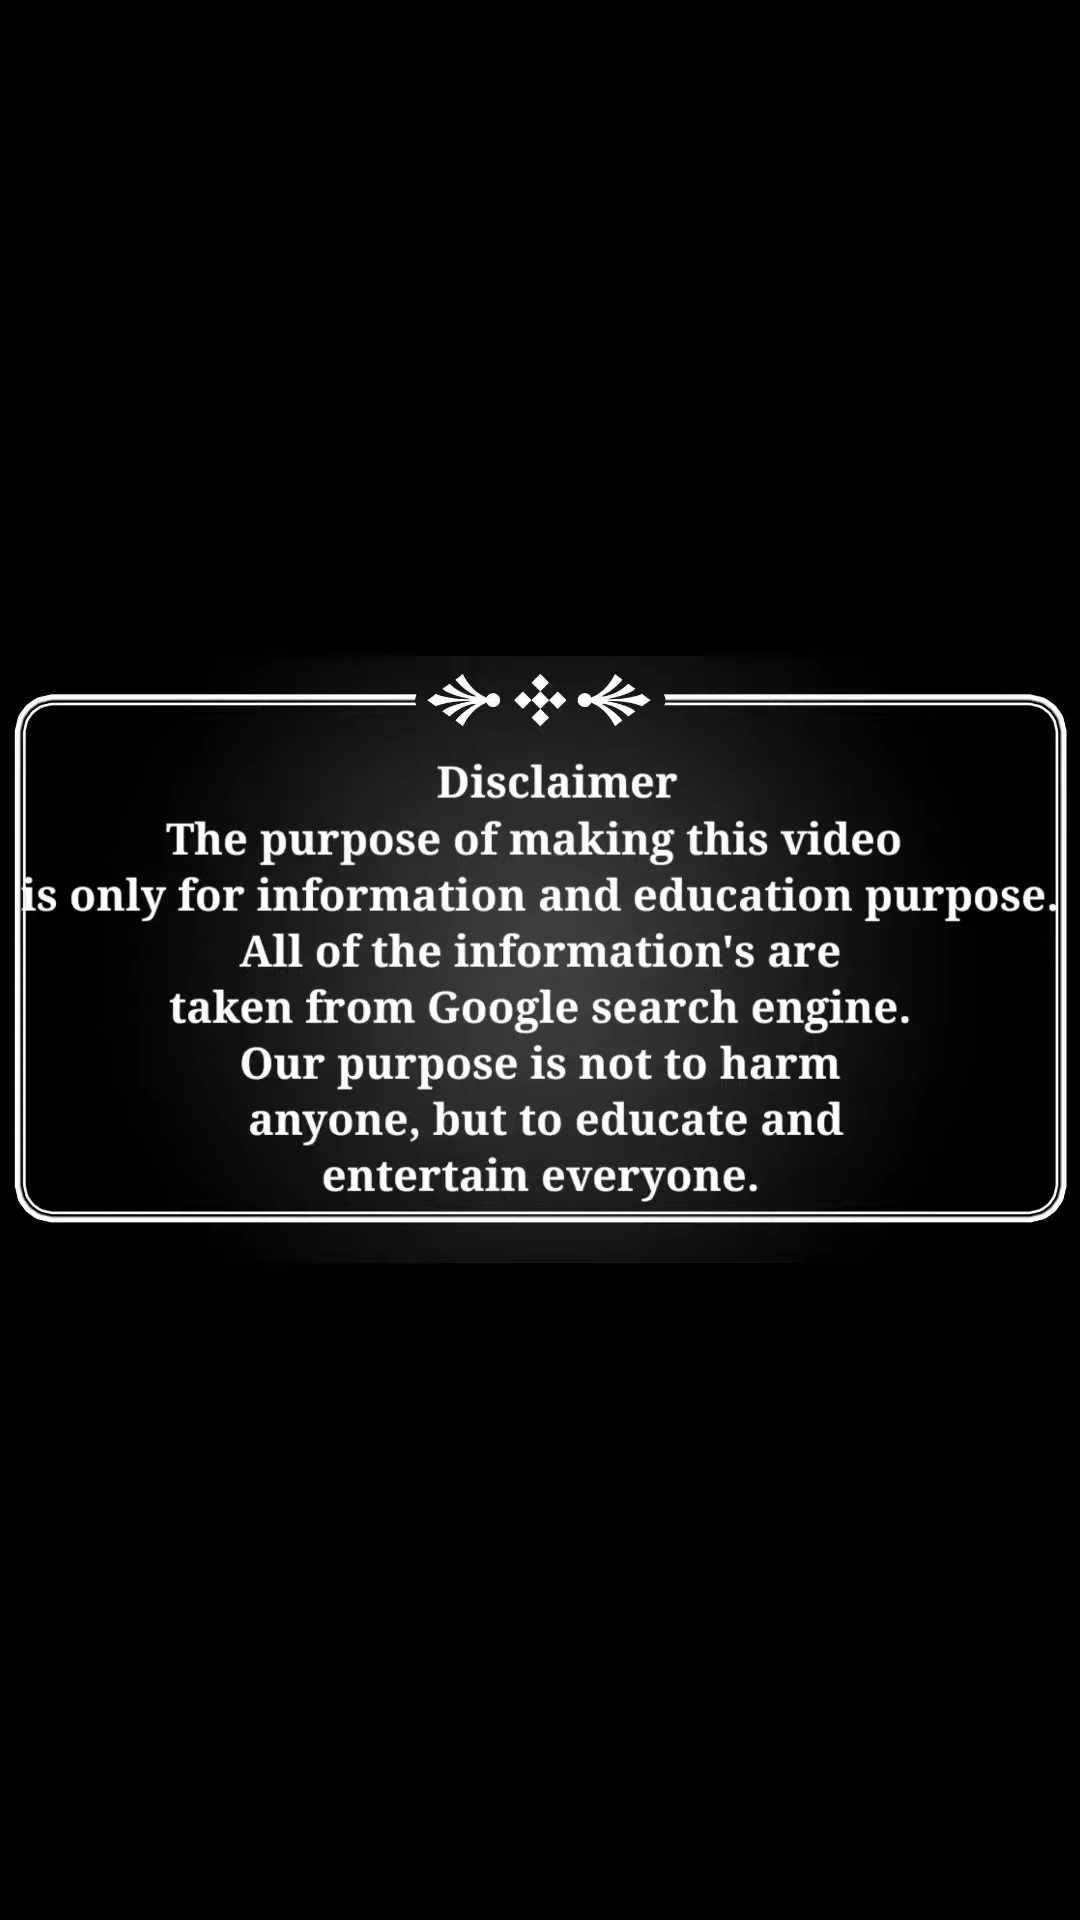 Disclaimer
The purpose of making this video
is only for information and education purpose.
All of the information's are
taken from Google search engine.
Our purpose is not to harm
anyone, but to educate and
entertain everyone.